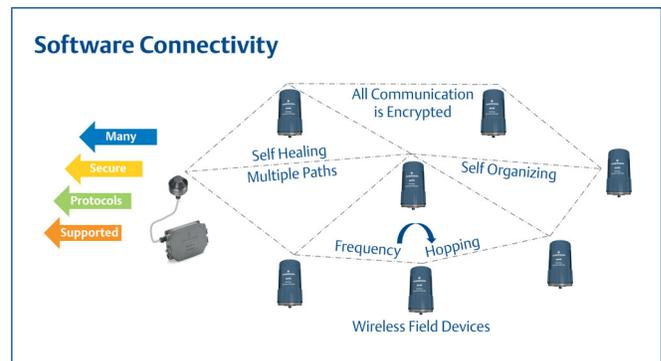 Software Connectivity
All Communication
is Encrypted
Many
Secure
Protocols
Supported
Self Healing
Multiple Paths
Self Organizing
Frequency Hopping
Wireless Field Devices